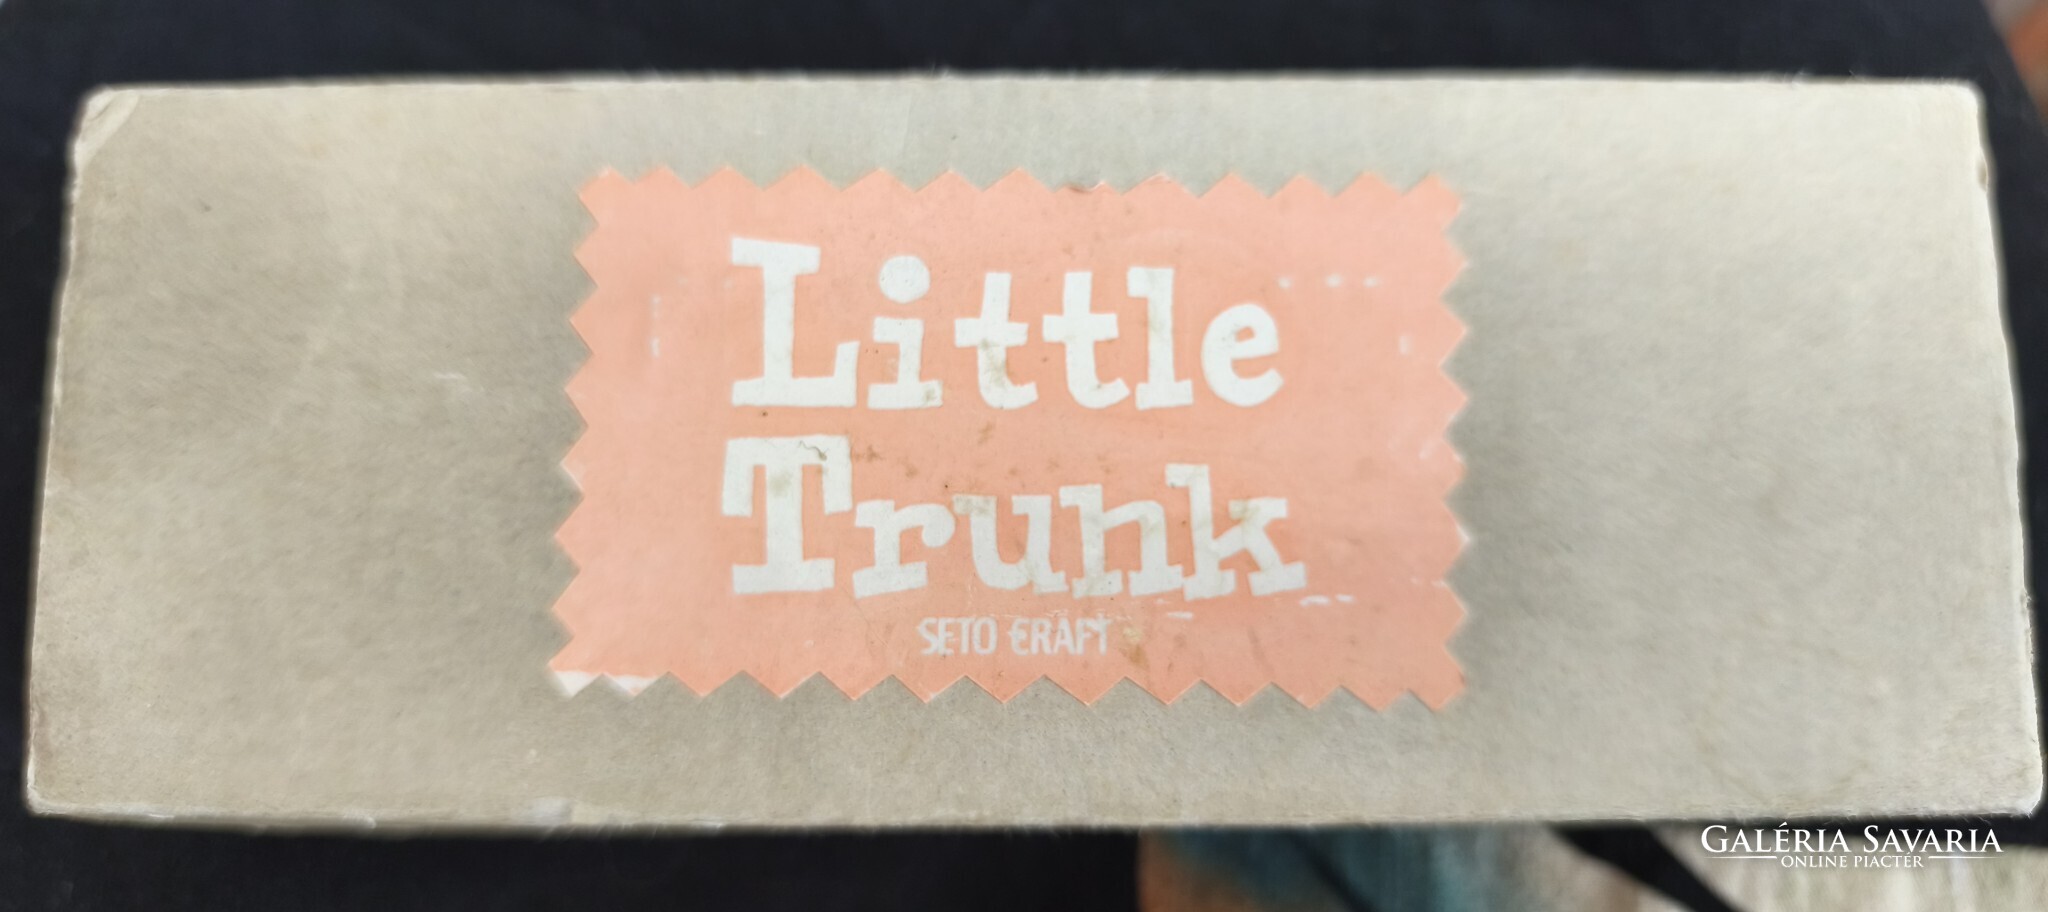 Little
Trunk
SETO CRAFT
GALÉRIA SAVARIA
ONLINE PIACTÉR